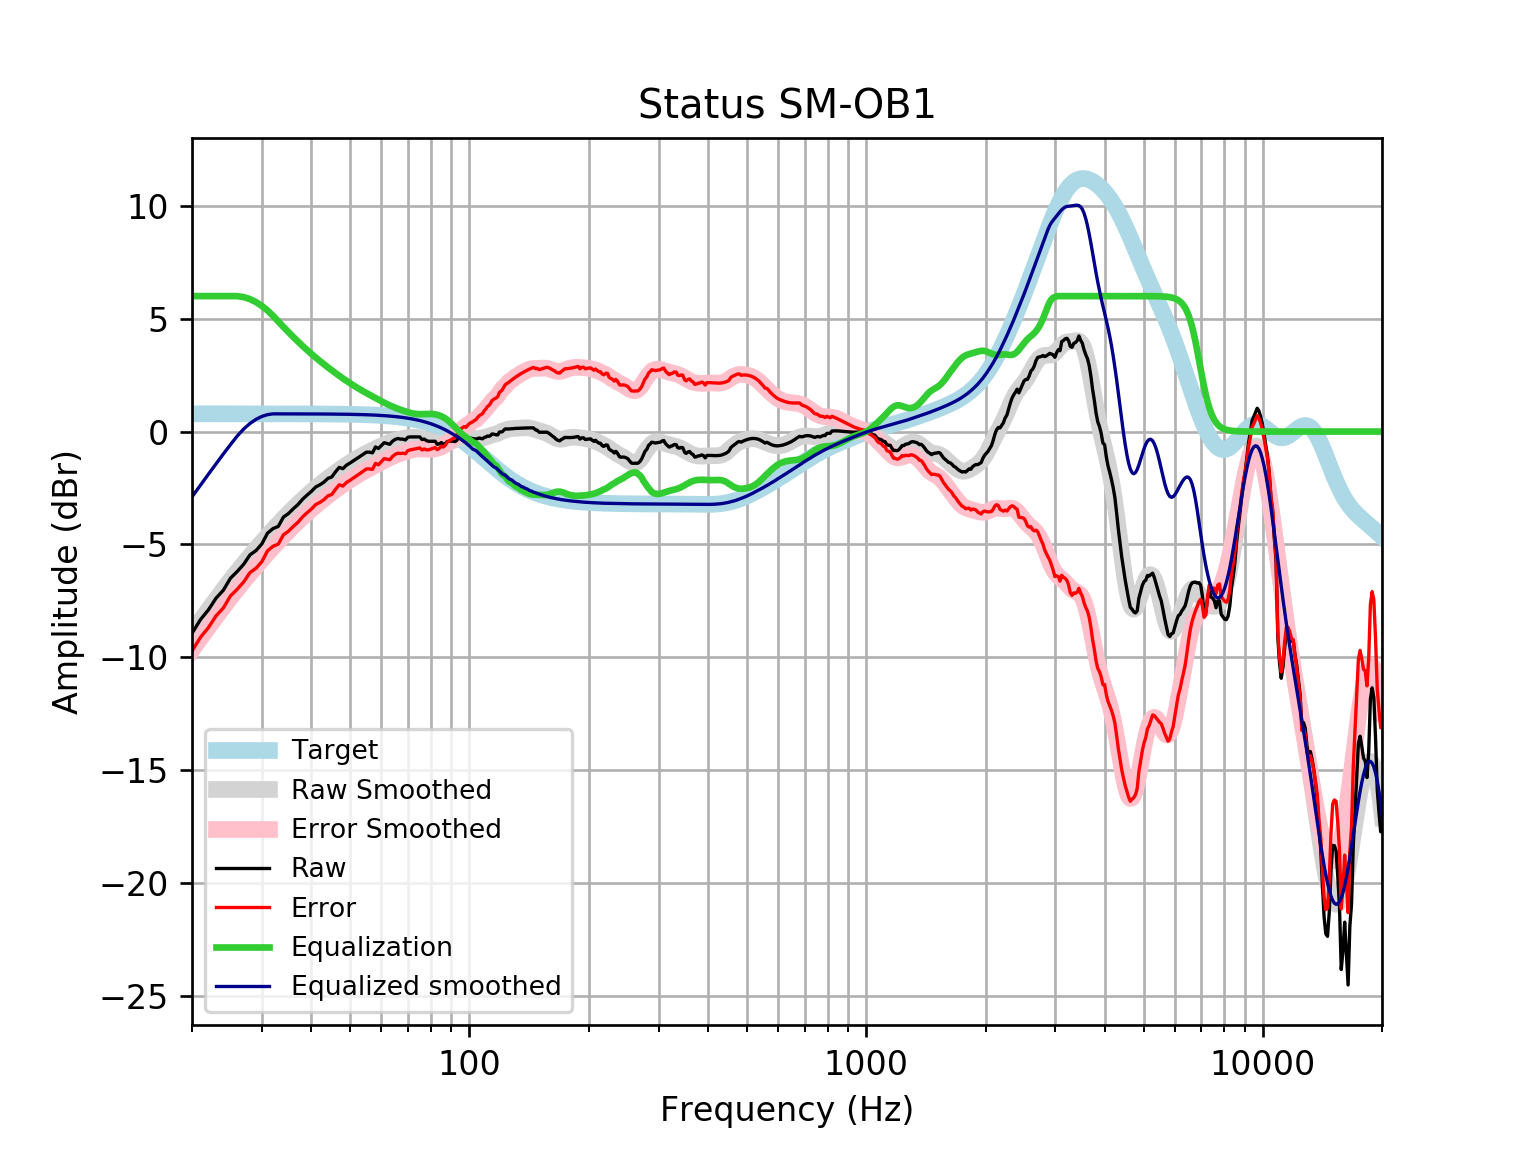 Status SM-OB1
Amplitude (dBr)
10
5
0
−5
−10
−15
−20
−25
Target
Raw Smoothed
Error Smoothed
Raw
Error
Equalization
Equalized smoothed
100
1000
10000
Frequency (Hz)